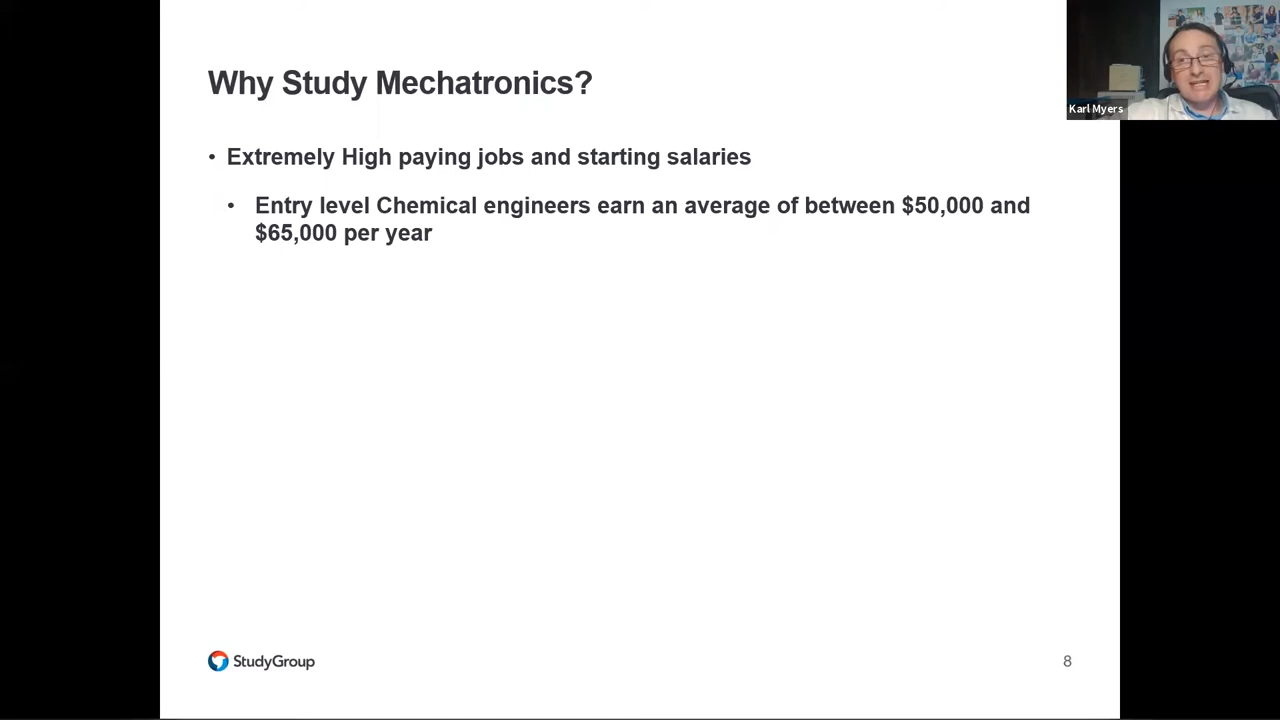 Why Study Mechatronics?
Karl Myers
• Extremely High paying jobs and starting salaries
• Entry level Chemical engineers earn an average of between $50,000 and
$65,000 per year
StudyGroup
8